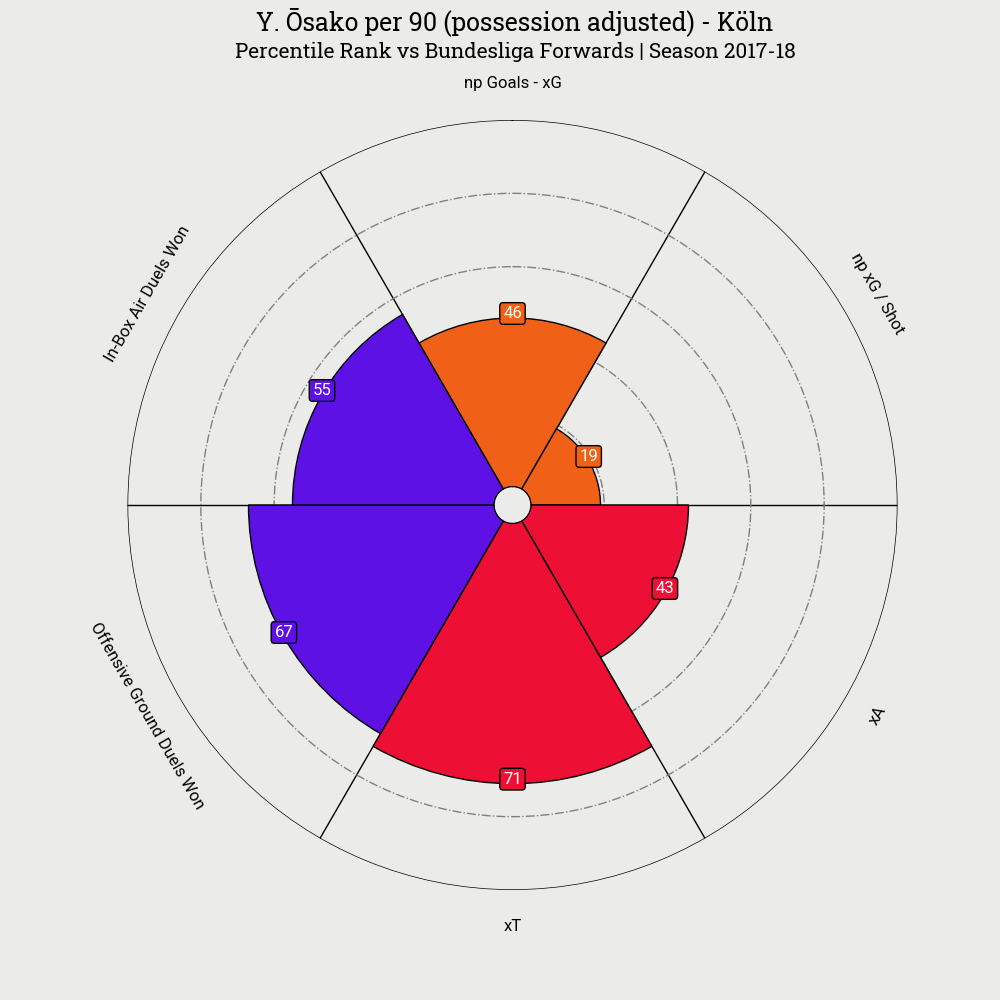 Y. Ōsako per 90 (possession adjusted) - Köln
Percentile Rank vs Bundesliga Forwards | Season 2017-18
np Goals - xG
np xG / Shot
In-Box Air Duels Won
46
55
19
43
67
Offensive Ground Duels Won
xA
71
xT